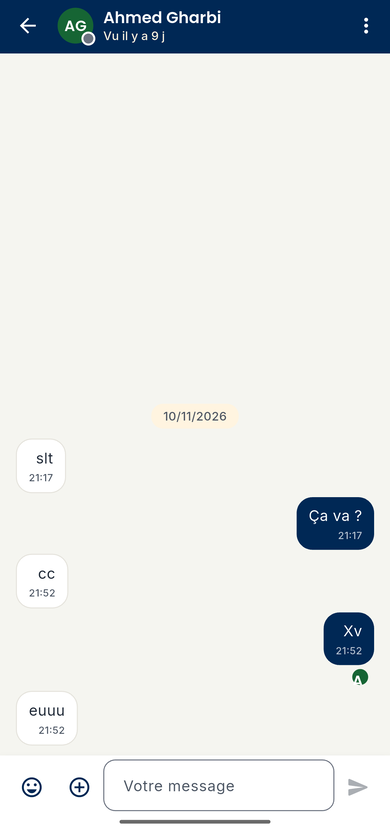 AG
Ahmed Gharbi
Vu il y a 9 j
10/11/2026
slt
21:17
Ça va ?
21:17
cc
21:52
Xv
21:52
A
euuu
21:52
Votre message